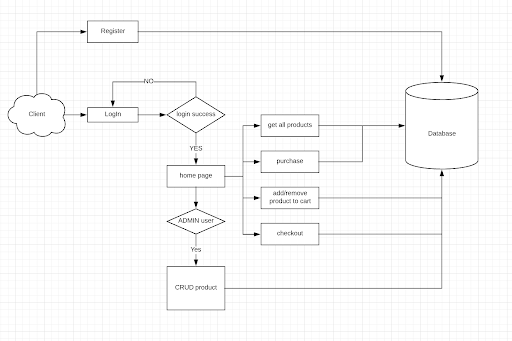 Register
NO
Client
LogIn
login success
get all products
Database
YES
purchase
home page
add/remove
product to cart
ADMIN user
checkout
Yes
CRUD product